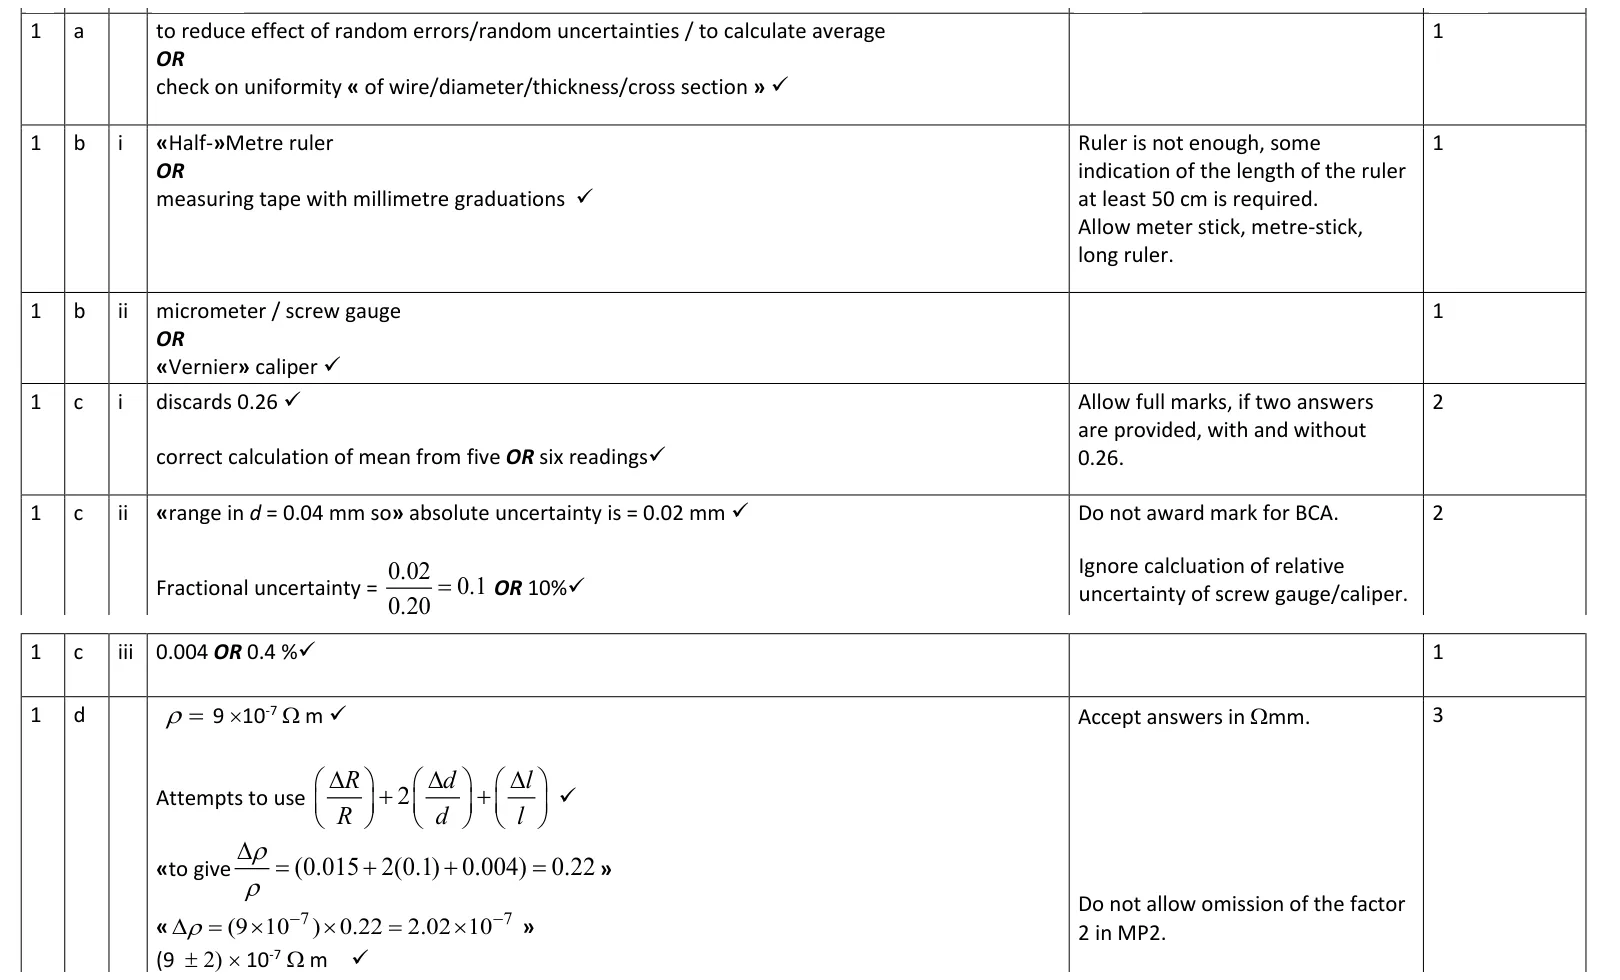 1 a to reduce effect of random errors/random uncertainties / to calculate average 1
OR
check on uniformity « of wire/diameter/thickness/cross section » ✓
1 b i «Half-»Metre ruler Ruler is not enough, some 1
OR indication of the length of the ruler
measuring tape with millimetre graduations ✓ at least 50 cm is required.
Allow meter stick, metre-stick,
long ruler.
1 b ii micrometer / screw gauge 1
OR
«Vernier» caliper ✓
1 c i discards 0.26 ✓ Allow full marks, if two answers 2
are provided, with and without
correct calculation of mean from five OR six readings✓ 0.26.
1 c ii «range in d = 0.04 mm so» absolute uncertainty is = 0.02 mm ✓ Do not award mark for BCA. 2
Ignore calcluation of relative
Fractional uncertainty = 0.02/0.20 = 0.1 OR 10%✓ uncertainty of screw gauge/caliper.
1 c iii 0.004 OR 0.4 %✓ 1
1 d ρ = 9 ×10⁻⁷ Ω m ✓ Accept answers in Ωmm. 3
Attempts to use (ΔR/R) + 2(Δd/d) + (Δl/l) ✓
«to give Δρ/ρ = (0.015 + 2(0.1) + 0.004) = 0.22 »
Do not allow omission of the factor
«Δρ = (9×10⁻⁷)×0.22 = 2.02×10⁻⁷ » 2 in MP2.
(9 ± 2) × 10⁻⁷ Ω m ✓